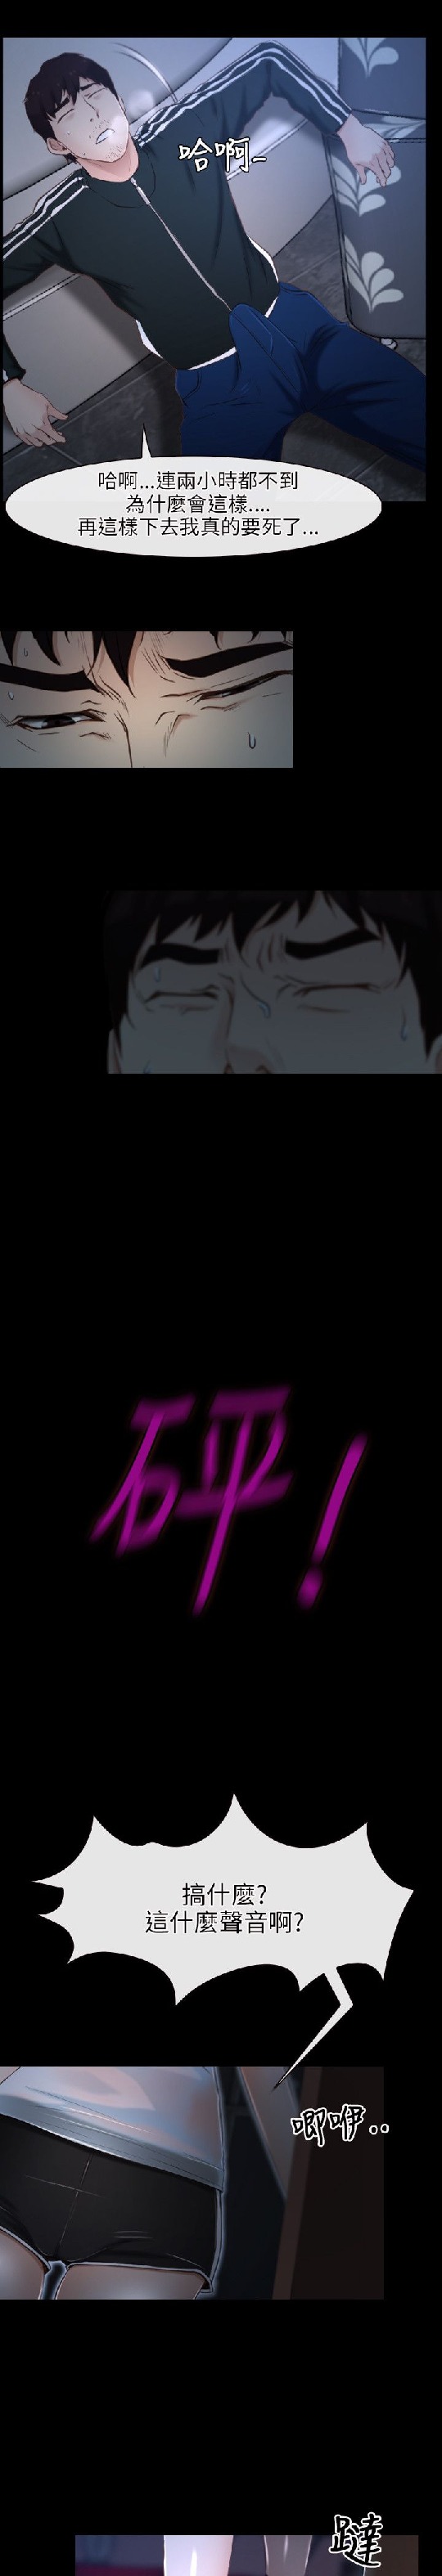 哈啊~
哈啊...連兩小時都不到
為什麼會這樣....
再這樣下去我真的要死了...
砰!
搞什麼?
這什麼聲音啊?
唧咿..
躂